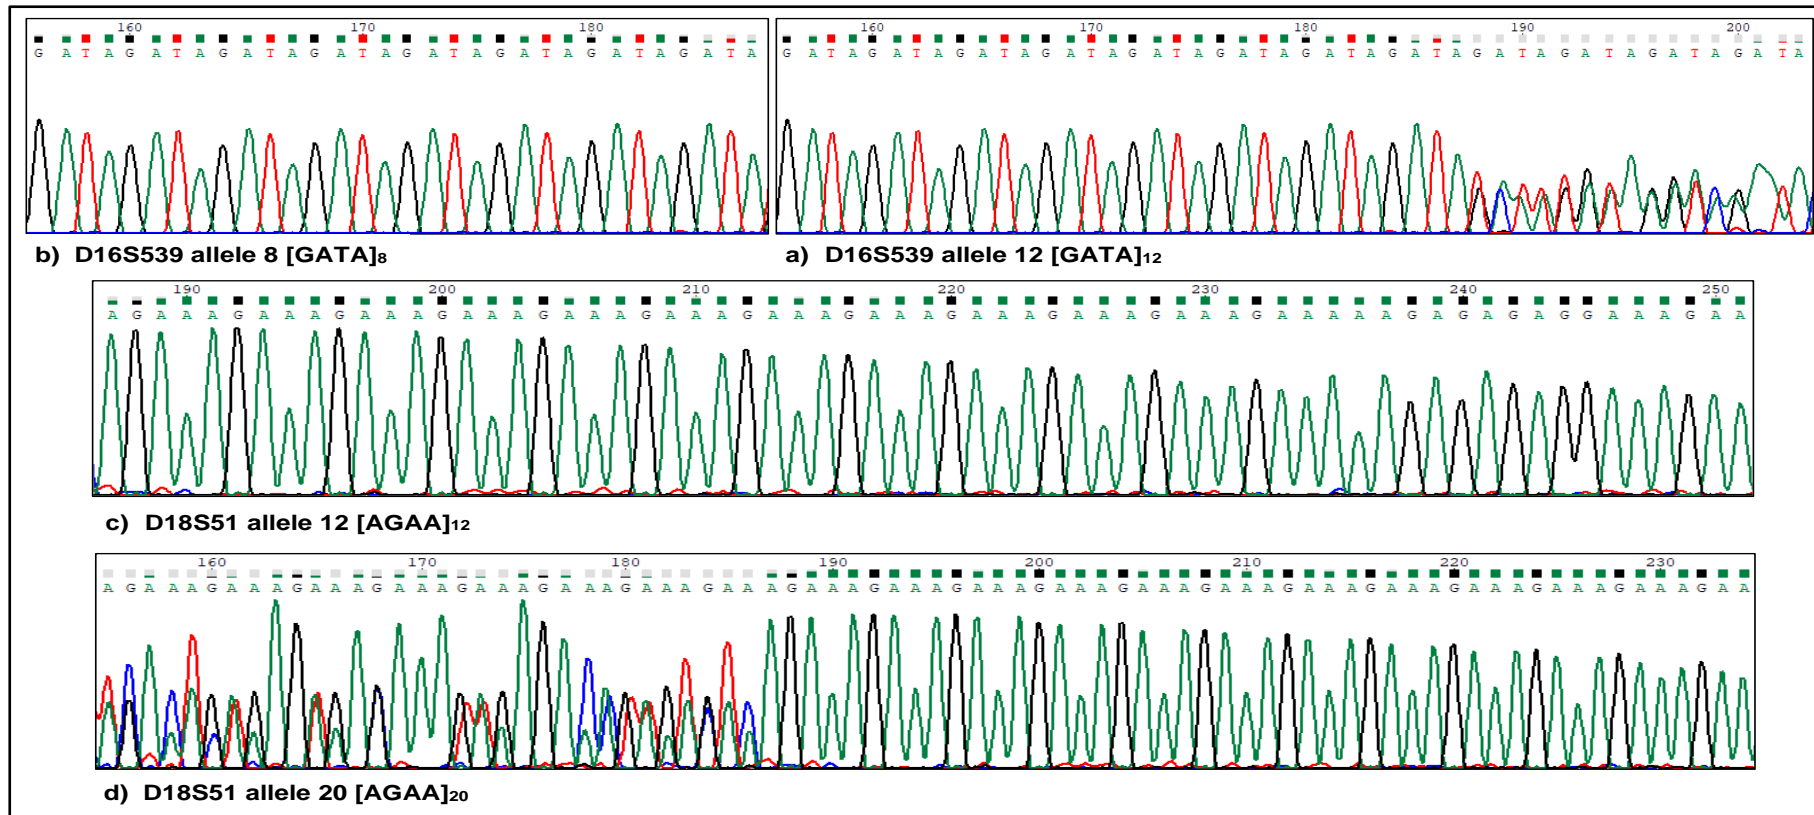 160 170 180
G A T A G A T A G A T A G A T A G A T A G A T A G A T A G A T A
b) D16S539 allele 8 [GATA]8
160 170 180 190 200
G A T A G A T A G A T A G A T A G A T A G A T A G A T A G A T A G A T A G A T A G A T A G A T A
a) D16S539 allele 12 [GATA]12
190 200 210 220 230 240 250
A G A A A G A A A G A A A G A A A G A A A G A A A G A A A G A A A G A A A G A A A G A A A G A A A A A G A G A G G A A A G A A
c) D18S51 allele 12 [AGAA]12
160 170 180 190 200 210 220 230
A G A A A G A A A G A A A G A A A G A A A G A A A G A A A G A A A G A A A G A A A G A A A G A A A G A A A G A A A G A A A G A A A G A A A G A A A G A A A G A A
d) D18S51 allele 20 [AGAA]20